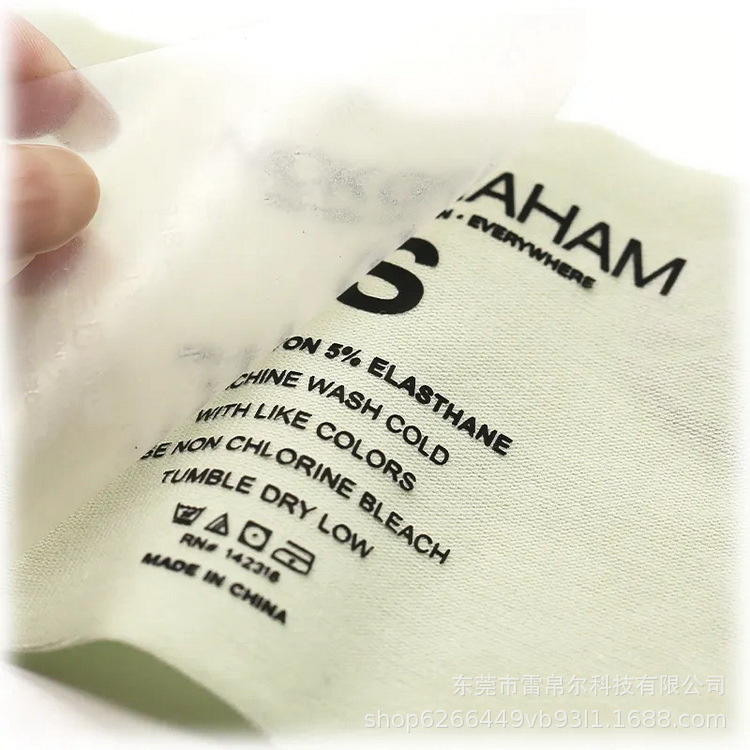 AHAM
EVERYWHERE
S
ON 5% ELASTHANE
CHINE WASH COLD
WITH LIKE COLORS
SE NON CHLORINE BLEACH
TUMBLE DRY LOW
RN# 142318
MADE IN CHINA
东莞市雷帛尔科技有限公司
shop6266449vb93l1.1688.com